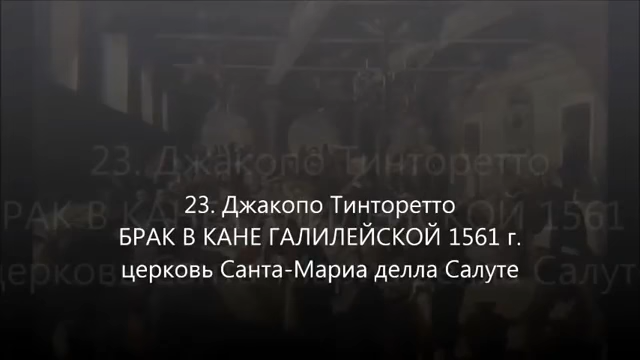 23. Джакопо Тинторетто
БРАК В КАНЕ ГАЛИЛЕЙСКОЙ 1561 г.
церковь Санта-Мариа делла Салуте